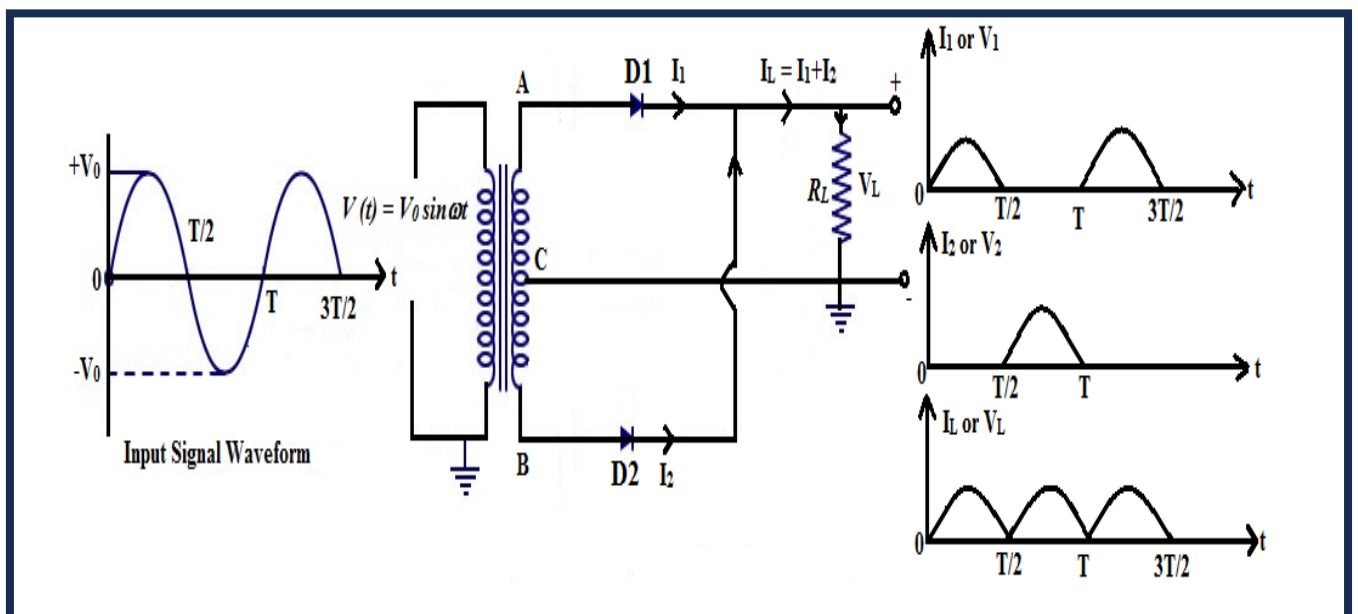 +V0
0
-V0
T/2
T
3T/2
t
Input Signal Waveform
V (t) = V0 sin ωt
A
C
B
D1 I1
D2 I2
IL = I1+I2
RL
VL
+
-
I1 or V1
0
T/2
T
3T/2
t
I2 or V2
0
T/2
T
t
IL or VL
0
T/2
T
3T/2
t